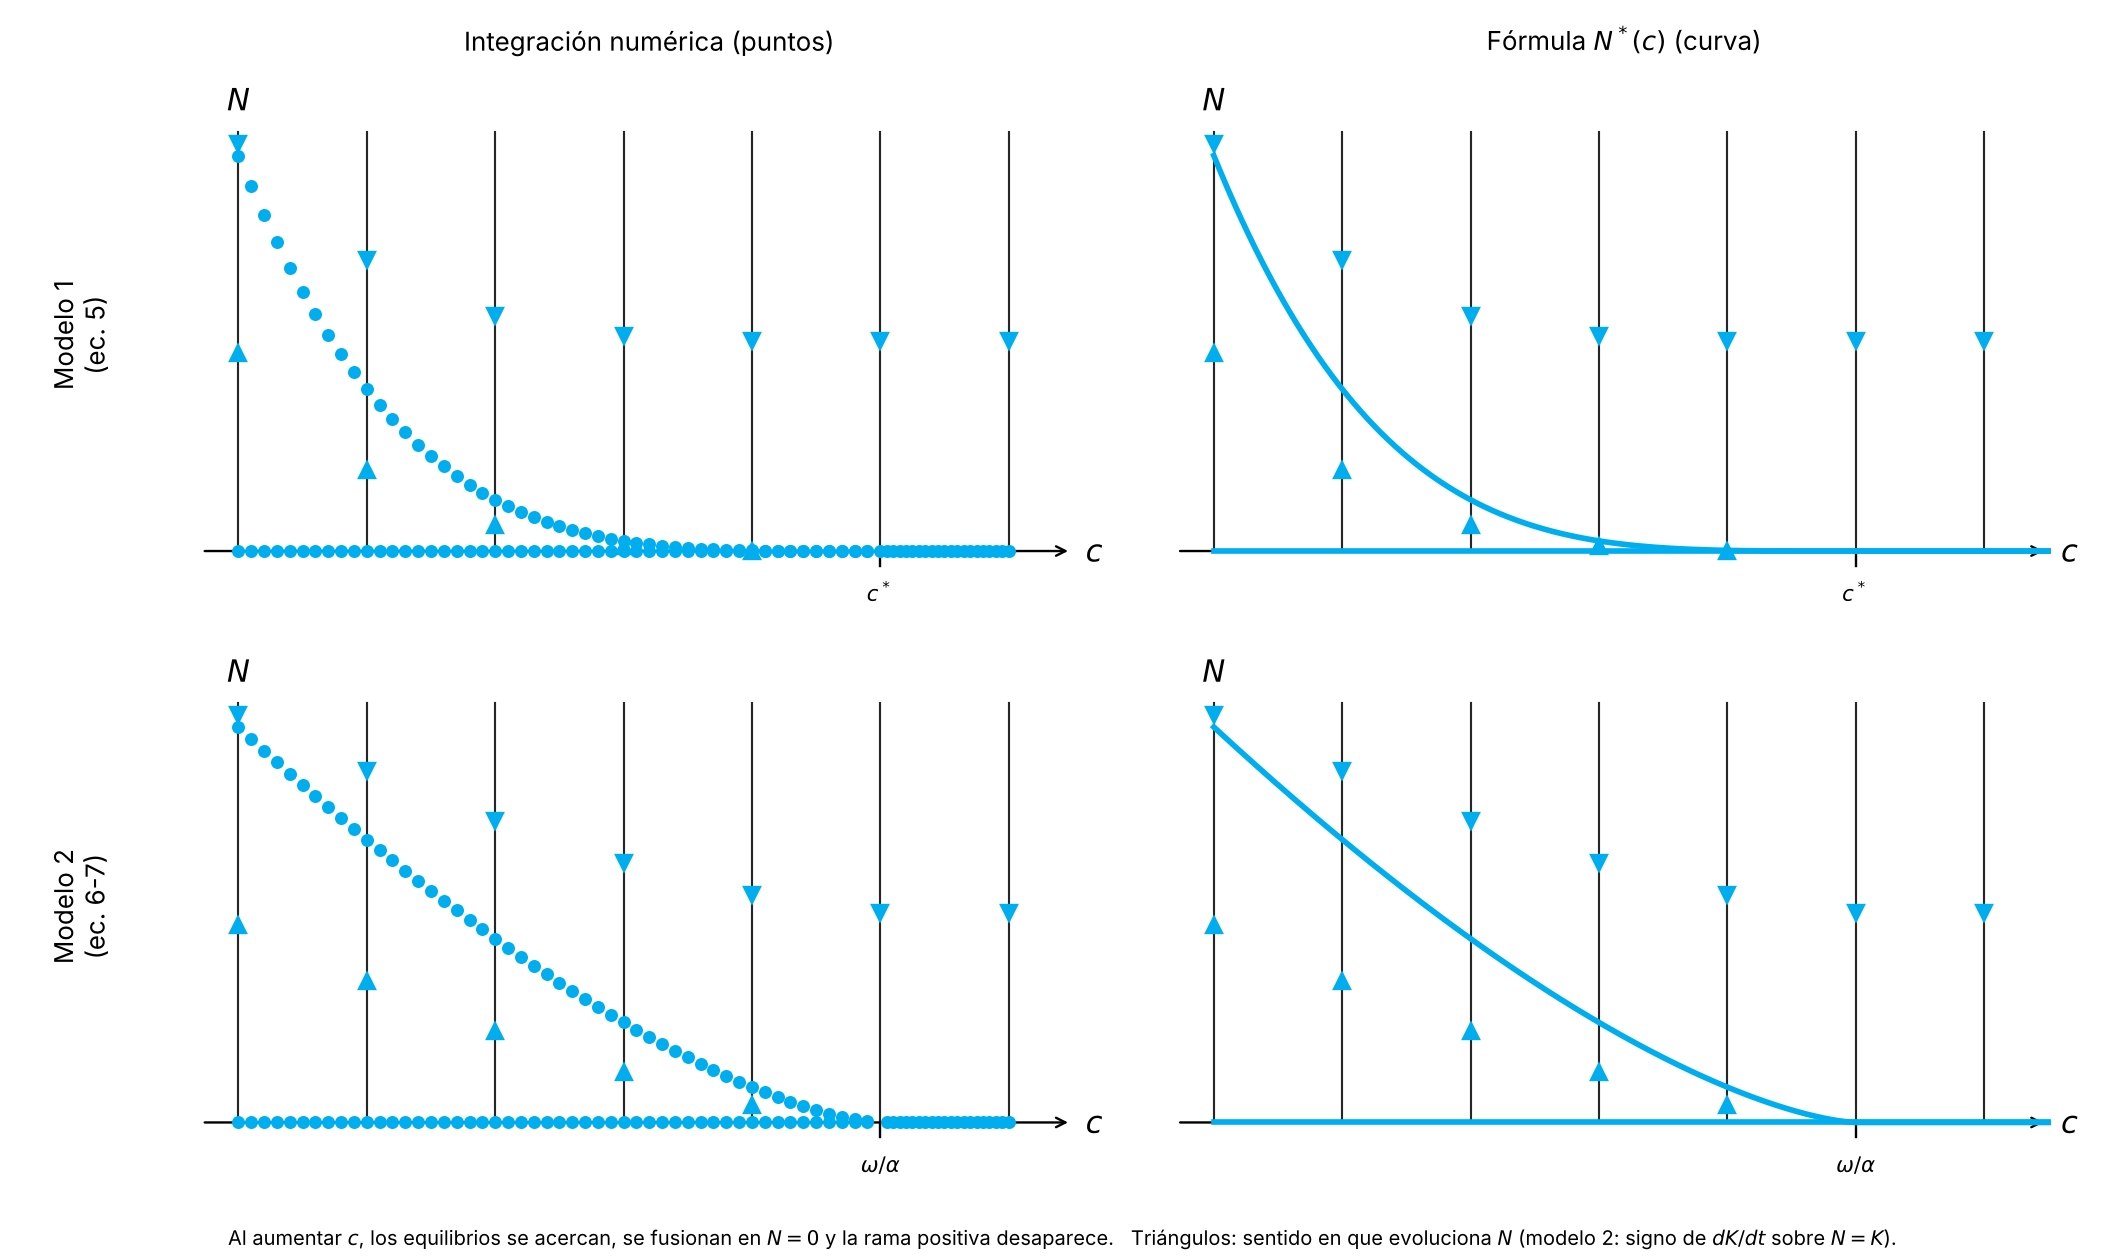 Integración numérica (puntos)
Fórmula N*(c) (curva)
N
N
Modelo 1
(ec. 5)
c
c
c*
c*
N
N
Modelo 2
(ec. 6-7)
c
c
ω/α
ω/α
Al aumentar c, los equilibrios se acercan, se fusionan en N = 0 y la rama positiva desaparece. Triángulos: sentido en que evoluciona N (modelo 2: signo de dK/dt sobre N = K).